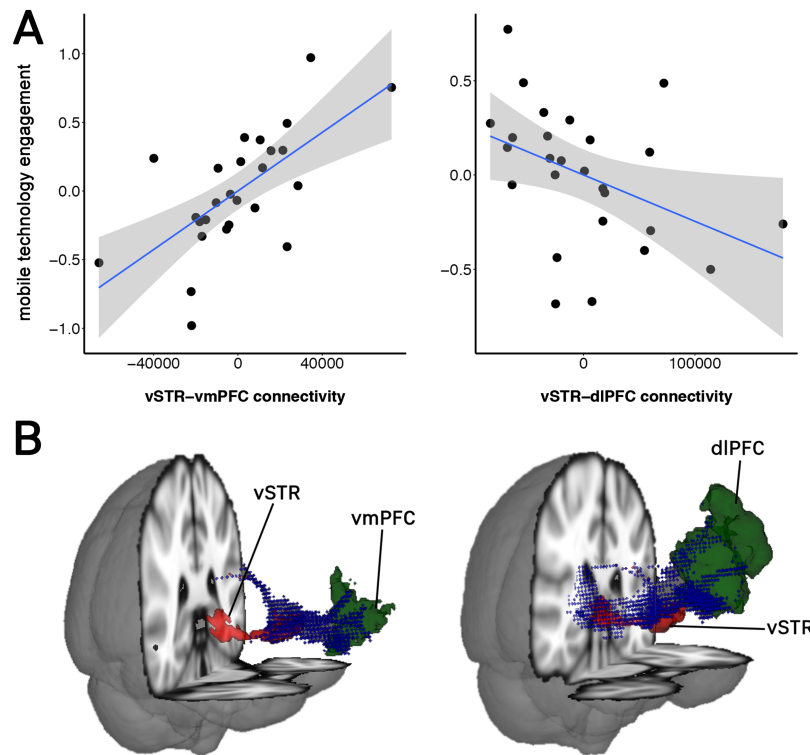 A
mobile technology engagement
1.0
0.5
0.0
−0.5
−1.0
−40000 0 40000
vSTR–vmPFC connectivity
0.5
0.0
−0.5
0 100000
vSTR–dlPFC connectivity
B
vSTR
vmPFC
dlPFC
vSTR